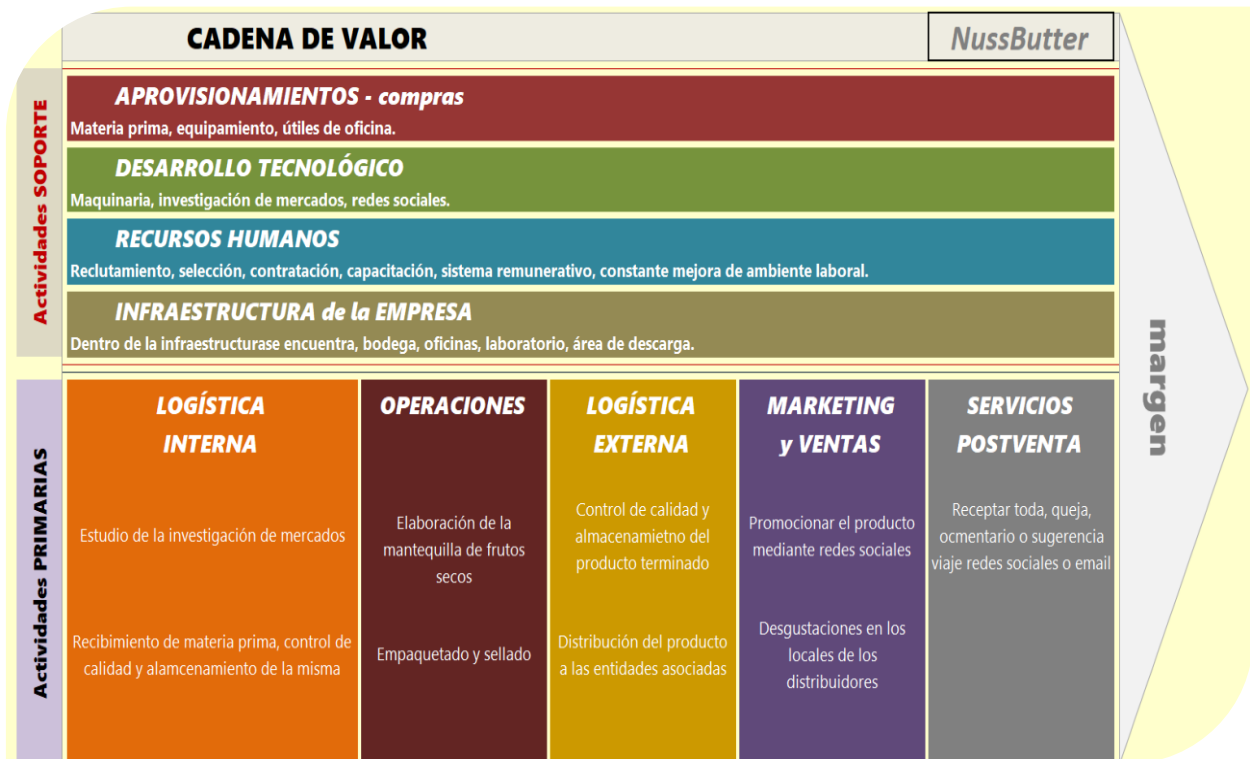 CADENA DE VALOR
NussButter
Actividades SOPORTE
APROVISIONAMIENTOS - compras
Materia prima, equipamiento, útiles de oficina.
DESARROLLO TECNOLÓGICO
Maquinaria, investigación de mercados, redes sociales.
RECURSOS HUMANOS
Reclutamiento, selección, contratación, capacitación, sistema remunerativo, constante mejora de ambiente laboral.
INFRAESTRUCTURA de la EMPRESA
Dentro de la infraestructurase encuentra, bodega, oficinas, laboratorio, área de descarga.
margen
Actividades PRIMARIAS
LOGÍSTICA
INTERNA
Estudio de la investigación de mercados
Recibimiento de materia prima, control de
calidad y alamcenamiento de la misma
OPERACIONES
Elaboración de la
mantequilla de frutos
secos
Empaquetado y sellado
LOGÍSTICA
EXTERNA
Control de calidad y
almacenamietno del
producto terminado
Distribución del producto
a las entidades asociadas
MARKETING
y VENTAS
Promocionar el producto
mediante redes sociales
Desgustaciones en los
locales de los
distribuidores
SERVICIOS
POSTVENTA
Receptar toda, queja,
ocmentario o sugerencia
viaje redes sociales o email